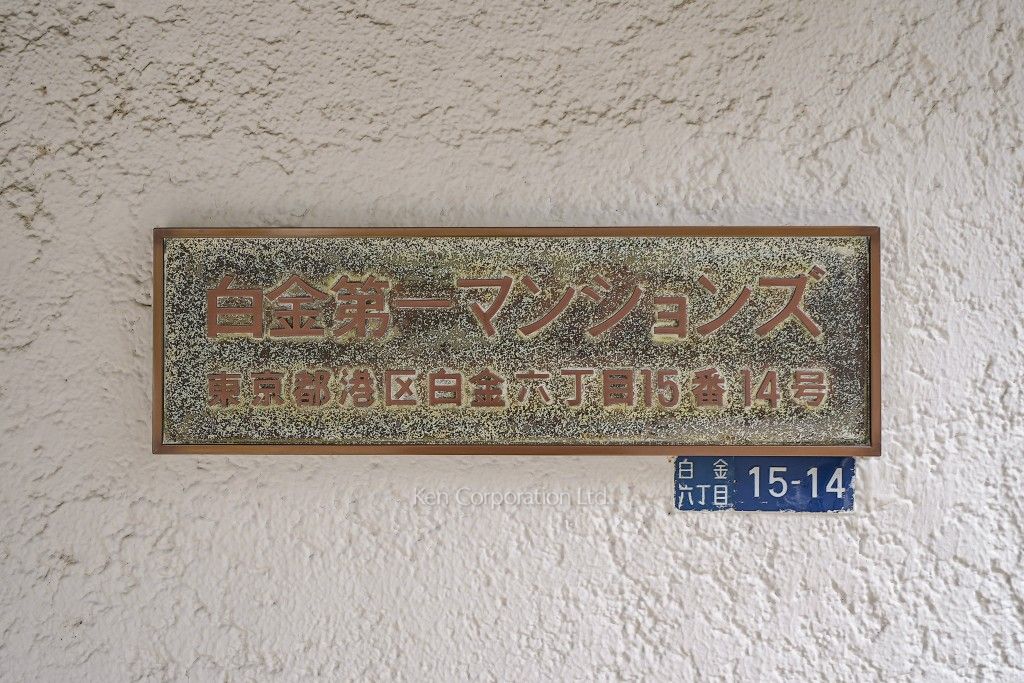 白金第一マンションズ
東京都港区白金六丁目15番14号
白金
六丁目
15-14
Ken Corporation Ltd.